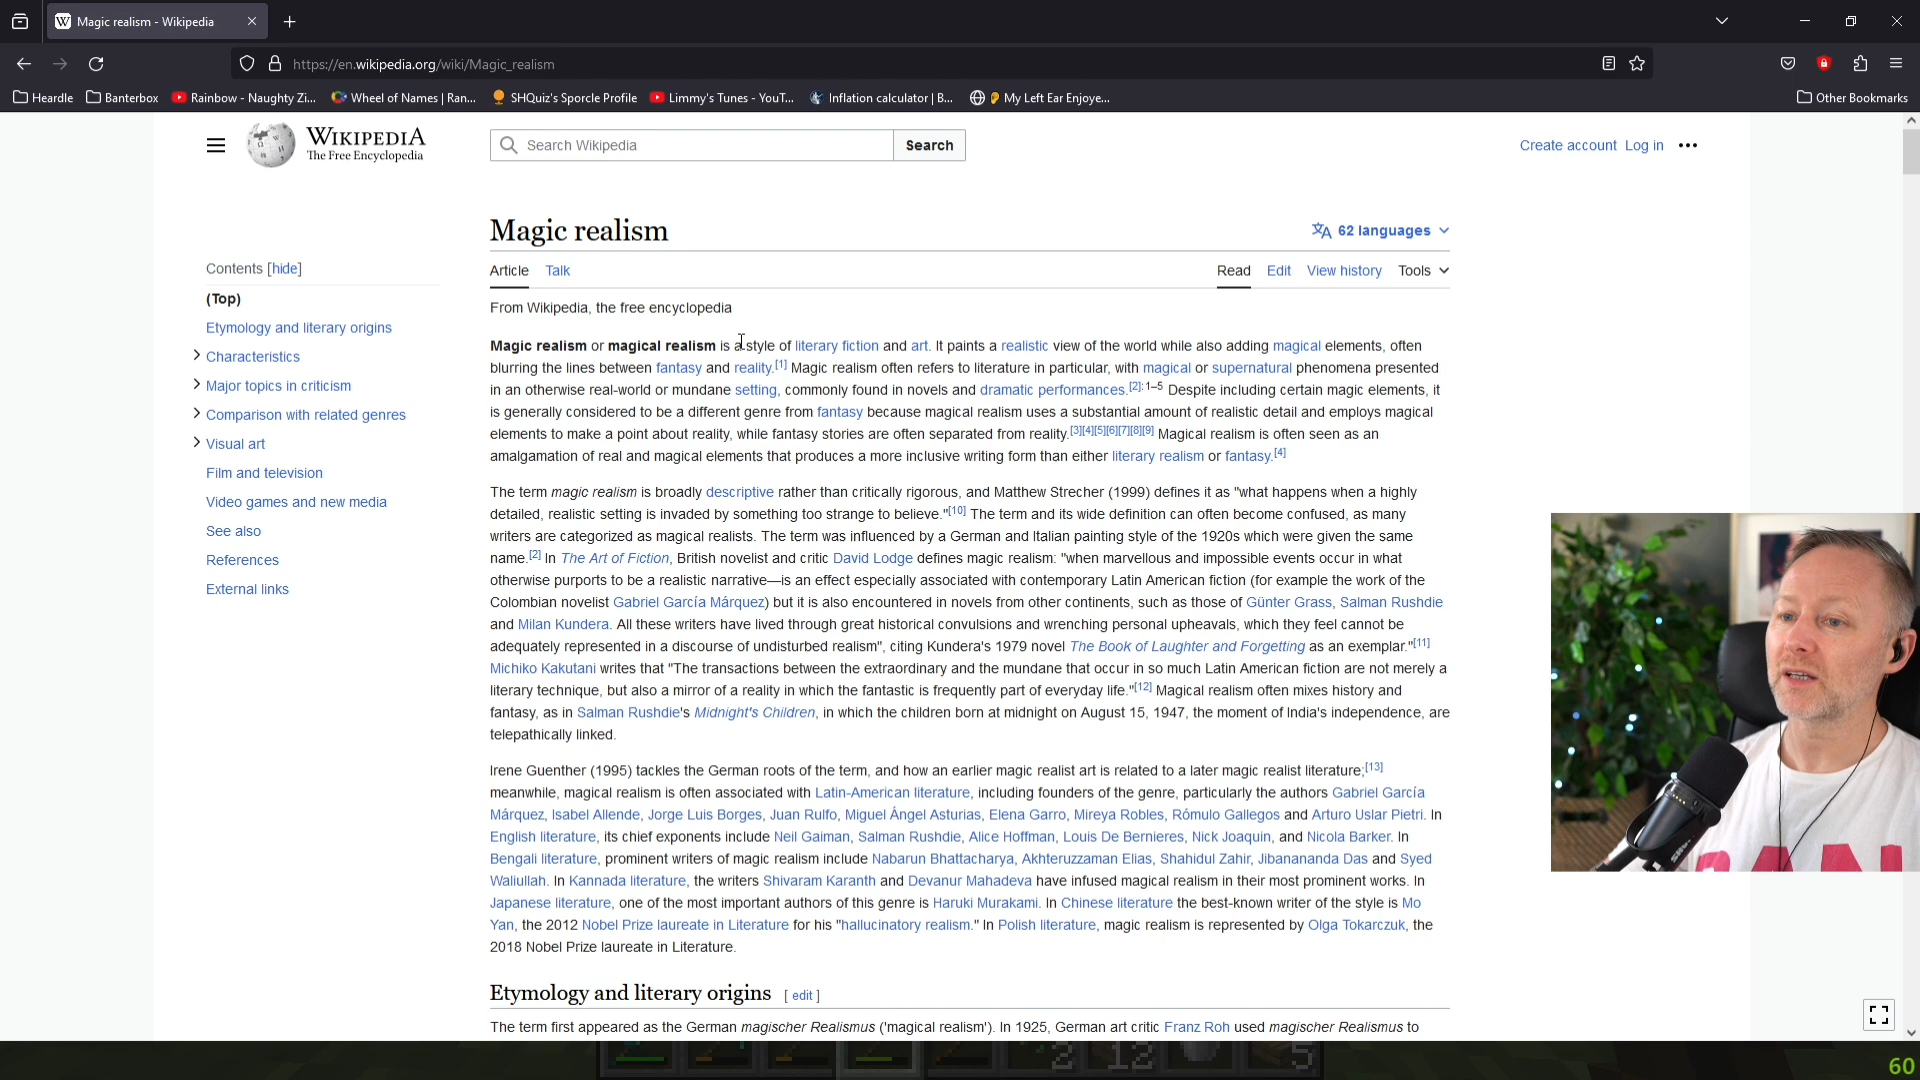 Magic realism - Wikipedia
https://en.wikipedia.org/wiki/Magic_realism
Heardle Banterbox Rainbow - Naughty Zi... Wheel of Names | Ran... SHQuiz's Sporcle Profile Limmy's Tunes - YouT... Inflation calculator | B... My Left Ear Enjoye... Other Bookmarks
WIKIPEDIA
The Free Encyclopedia
Search Wikipedia Search
Create account Log in
Magic realism
62 languages
Article Talk Read Edit View history Tools
Contents [hide]
(Top)
Etymology and literary origins
Characteristics
Major topics in criticism
Comparison with related genres
Visual art
Film and television
Video games and new media
See also
References
External links
From Wikipedia, the free encyclopedia
Magic realism or magical realism is a style of literary fiction and art. It paints a realistic view of the world while also adding magical elements, often
blurring the lines between fantasy and reality.[1] Magic realism often refers to literature in particular, with magical or supernatural phenomena presented
in an otherwise real-world or mundane setting, commonly found in novels and dramatic performances.[2]:1–5 Despite including certain magic elements, it
is generally considered to be a different genre from fantasy because magical realism uses a substantial amount of realistic detail and employs magical
elements to make a point about reality, while fantasy stories are often separated from reality.[3][4][5][6][7][8][9] Magical realism is often seen as an
amalgamation of real and magical elements that produces a more inclusive writing form than either literary realism or fantasy.[4]
The term magic realism is broadly descriptive rather than critically rigorous, and Matthew Strecher (1999) defines it as "what happens when a highly
detailed, realistic setting is invaded by something too strange to believe."[10] The term and its wide definition can often become confused, as many
writers are categorized as magical realists. The term was influenced by a German and Italian painting style of the 1920s which were given the same
name.[2] In The Art of Fiction, British novelist and critic David Lodge defines magic realism: "when marvellous and impossible events occur in what
otherwise purports to be a realistic narrative—is an effect especially associated with contemporary Latin American fiction (for example the work of the
Colombian novelist Gabriel García Márquez) but it is also encountered in novels from other continents, such as those of Günter Grass, Salman Rushdie
and Milan Kundera. All these writers have lived through great historical convulsions and wrenching personal upheavals, which they feel cannot be
adequately represented in a discourse of undisturbed realism", citing Kundera's 1979 novel The Book of Laughter and Forgetting as an exemplar."[11]
Michiko Kakutani writes that "The transactions between the extraordinary and the mundane that occur in so much Latin American fiction are not merely a
literary technique, but also a mirror of a reality in which the fantastic is frequently part of everyday life."[12] Magical realism often mixes history and
fantasy, as in Salman Rushdie's Midnight's Children, in which the children born at midnight on August 15, 1947, the moment of India's independence, are
telepathically linked.
Irene Guenther (1995) tackles the German roots of the term, and how an earlier magic realist art is related to a later magic realist literature;[13]
meanwhile, magical realism is often associated with Latin-American literature, including founders of the genre, particularly the authors Gabriel García
Márquez, Isabel Allende, Jorge Luis Borges, Juan Rulfo, Miguel Ángel Asturias, Elena Garro, Mireya Robles, Rómulo Gallegos and Arturo Uslar Pietri. In
English literature, its chief exponents include Neil Gaiman, Salman Rushdie, Alice Hoffman, Louis De Bernieres, Nick Joaquin, and Nicola Barker. In
Bengali literature, prominent writers of magic realism include Nabarun Bhattacharya, Akhteruzzaman Elias, Shahidul Zahir, Jibanananda Das and Syed
Waliullah. In Kannada literature, the writers Shivaram Karanth and Devanur Mahadeva have infused magical realism in their most prominent works. In
Japanese literature, one of the most important authors of this genre is Haruki Murakami. In Chinese literature the best-known writer of the style is Mo
Yan, the 2012 Nobel Prize laureate in Literature for his "hallucinatory realism." In Polish literature, magic realism is represented by Olga Tokarczuk, the
2018 Nobel Prize laureate in Literature.
Etymology and literary origins [ edit ]
The term first appeared as the German magischer Realismus ('magical realism'). In 1925, German art critic Franz Roh used magischer Realismus to
2 12 5
60